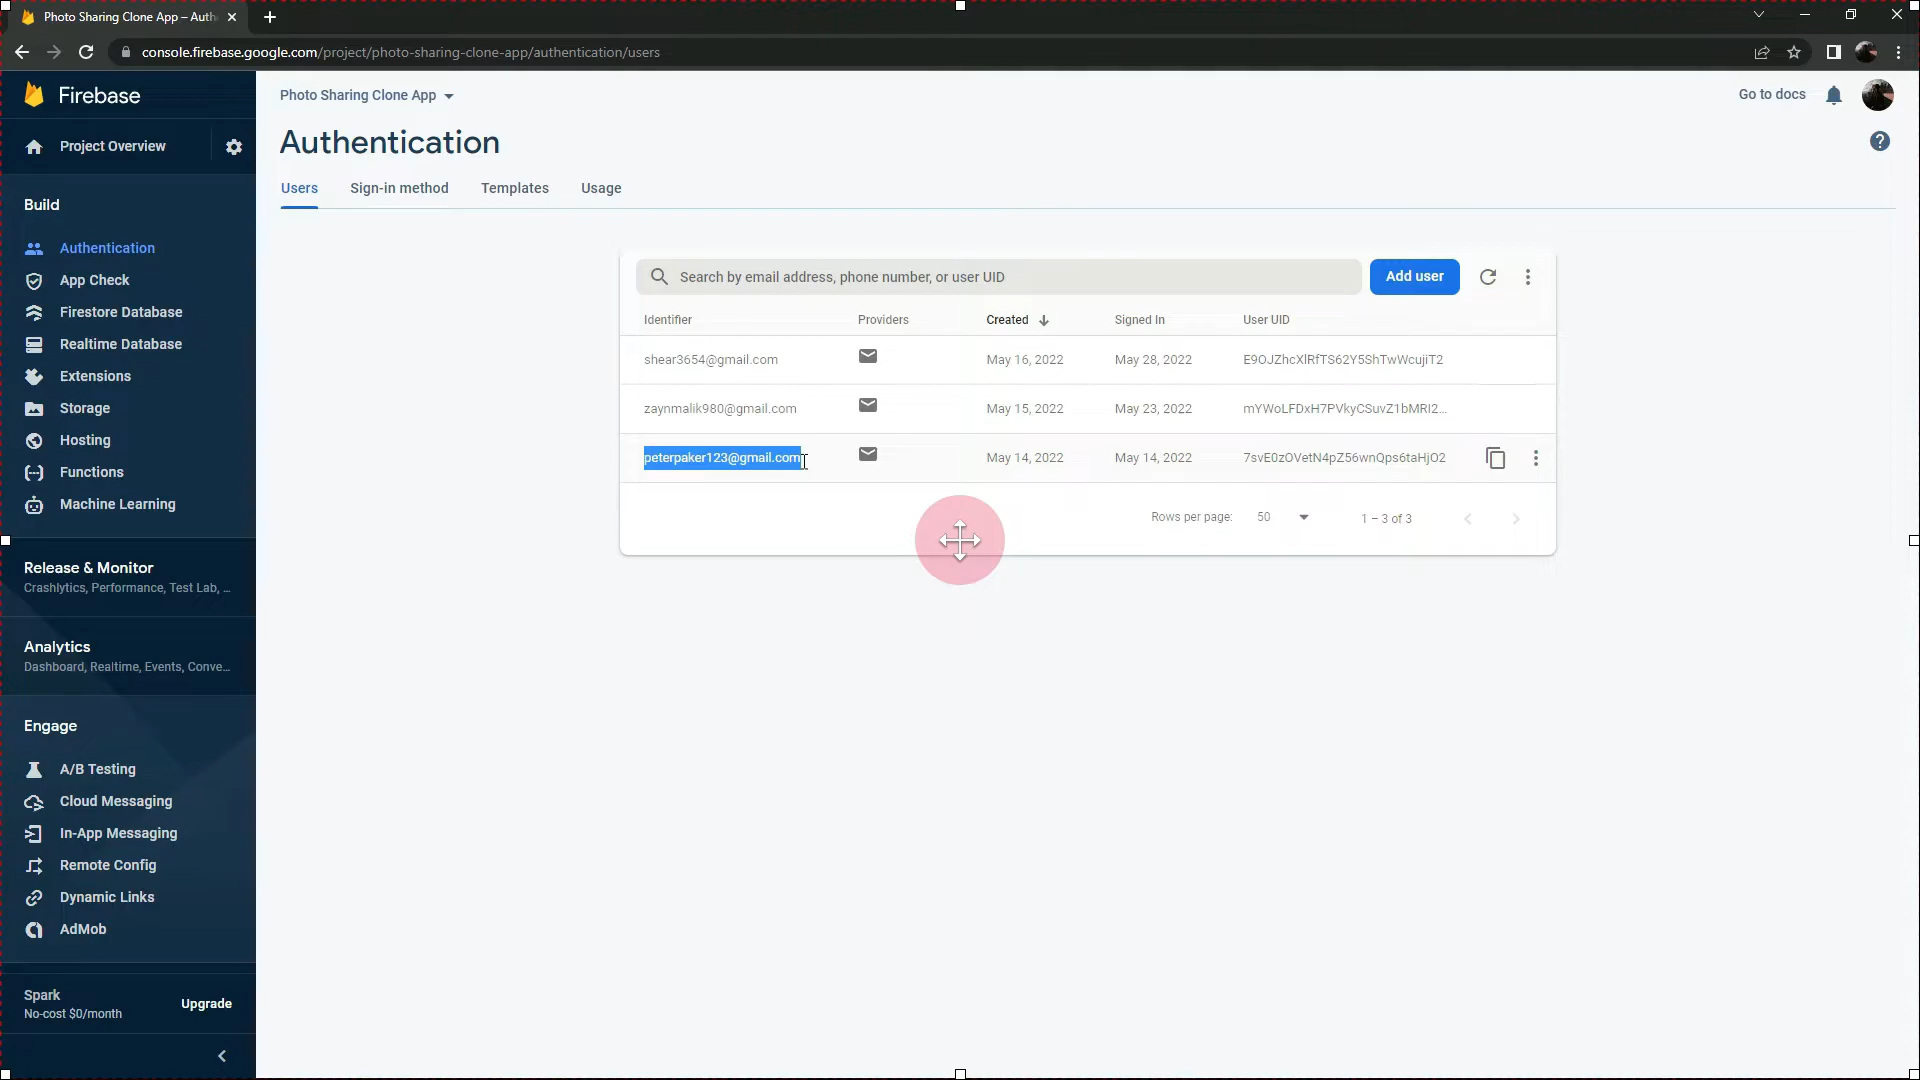 Photo Sharing Clone App – Auth
console.firebase.google.com/project/photo-sharing-clone-app/authentication/users
Firebase
Project Overview
Build
Authentication
App Check
Firestore Database
Realtime Database
Extensions
Storage
Hosting
Functions
Machine Learning
Release & Monitor
Crashlytics, Performance, Test Lab, ...
Analytics
Dashboard, Realtime, Events, Conve...
Engage
A/B Testing
Cloud Messaging
In-App Messaging
Remote Config
Dynamic Links
AdMob
Spark
No-cost $0/month
Upgrade
Photo Sharing Clone App
Go to docs
Authentication
Users Sign-in method Templates Usage
Search by email address, phone number, or user UID
Add user
Identifier Providers Created Signed In User UID
shear3654@gmail.com May 16, 2022 May 28, 2022 E9OJZhcXlRfTS62Y5ShTwWcujiT2
zaynmalik980@gmail.com May 15, 2022 May 23, 2022 mYWoLFDxH7PVkyCSuvZ1bMRI2...
peterpaker123@gmail.com May 14, 2022 May 14, 2022 7svE0zOVetN4pZ56wnQps6taHjO2
Rows per page: 50 1 – 3 of 3